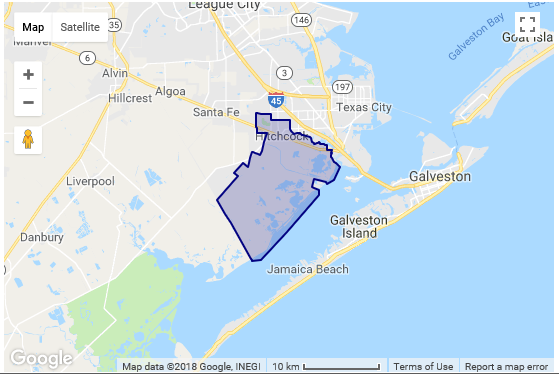 Map
Satellite
League City
35
146
Manvel
6
Alvin
Algoa
Hillcrest
3
45
197
Texas City
Santa Fe
Hitchcock
Galveston Bay
Goat Isl
Liverpool
Galveston
Galveston
Island
Danbury
Jamaica Beach
Google
Map data ©2018 Google, INEGI
10 km
Terms of Use
Report a map error